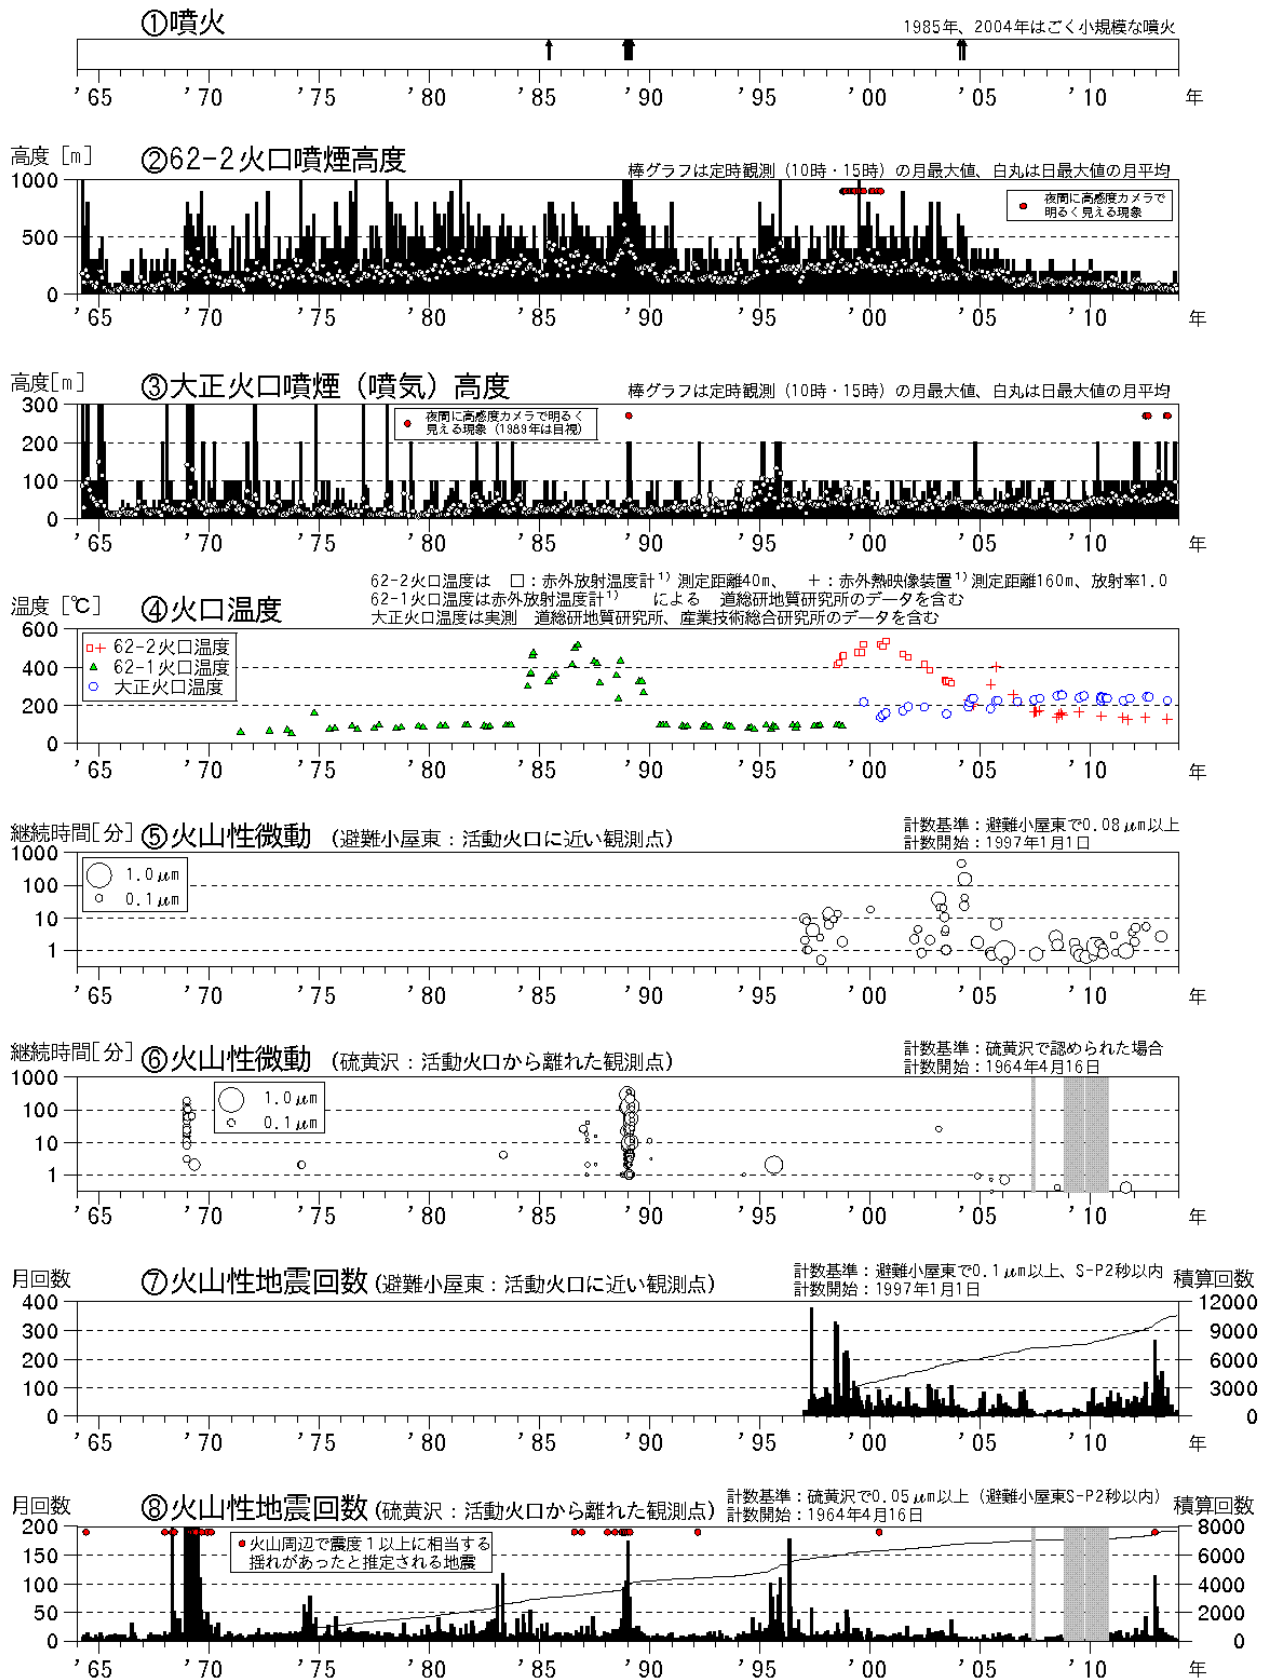 ①噴火
1985年、2004年はごく小規模な噴火
'65 '70 '75 '80 '85 '90 '95 '00 '05 '10 年
高度 [m] ②62-2火口噴煙高度
棒グラフは定時観測 (10時・15時) の月最大値、白丸は日最大値の月平均
1000
500
0
夜間に高感度カメラで
明るく見える現象
'65 '70 '75 '80 '85 '90 '95 '00 '05 '10 年
高度[m] ③大正火口噴煙（噴気）高度
棒グラフは定時観測 (10時・15時) の月最大値、白丸は日最大値の月平均
300
200
100
0
夜間に高感度カメラで明るく
見える現象 (1989年は目視)
'65 '70 '75 '80 '85 '90 '95 '00 '05 '10 年
62-2火口温度は □：赤外放射温度計1) 測定距離40m、 ＋：赤外熱映像装置1) 測定距離160m、放射率1.0
62-1火口温度は赤外放射温度計1) による 道総研地質研究所のデータを含む
大正火口温度は実測 道総研地質研究所、産業技術総合研究所のデータを含む
温度 [℃] ④火口温度
600
400
200
0
62-2火口温度
62-1火口温度
大正火口温度
'65 '70 '75 '80 '85 '90 '95 '00 '05 '10 年
継続時間[分] ⑤火山性微動 (避難小屋東：活動火口に近い観測点)
計数基準：避難小屋東で0.08μm以上
計数開始：1997年1月1日
1000
100
10
1
1.0μm
0.1μm
'65 '70 '75 '80 '85 '90 '95 '00 '05 '10 年
継続時間[分] ⑥火山性微動 (硫黄沢：活動火口から離れた観測点)
計数基準：硫黄沢で認められた場合
計数開始：1964年4月16日
1000
100
10
1
1.0μm
0.1μm
'65 '70 '75 '80 '85 '90 '95 '00 '05 '10 年
月回数 ⑦火山性地震回数 (避難小屋東：活動火口に近い観測点)
計数基準：避難小屋東で0.1μm以上、S-P2秒以内
計数開始：1997年1月1日
積算回数
400
300
200
100
0
12000
9000
6000
3000
0
'65 '70 '75 '80 '85 '90 '95 '00 '05 '10 年
月回数 ⑧火山性地震回数 (硫黄沢：活動火口から離れた観測点)
計数基準：硫黄沢で0.05μm以上 (避難小屋東S-P2秒以内)
計数開始：1964年4月16日
積算回数
200
150
100
50
0
火山周辺で震度1以上に相当する
揺れがあったと推定される地震
8000
6000
4000
2000
0
'65 '70 '75 '80 '85 '90 '95 '00 '05 '10 年